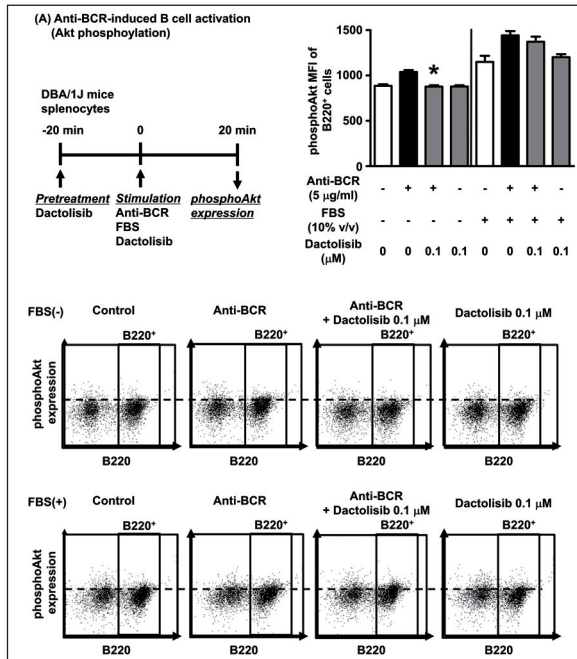 (A) Anti-BCR-induced B cell activation
(Akt phosphoylation)
DBA/1J mice
splenocytes
-20 min
0
20 min
Pretreatment
Dactolisib
Stimulation
Anti-BCR
FBS
Dactolisib
phosphoAkt
expression
phosphoAkt MFI of
B220+ cells
1500
1000
500
0
*
Anti-BCR
(5 µg/ml)
- + + - - + + -
FBS
(10% v/v)
- - - - + + + +
Dactolisib
(µM)
0 0 0.1 0.1 0 0 0.1 0.1
FBS(-)
Control
Anti-BCR
Anti-BCR
+ Dactolisib 0.1 µM
Dactolisib 0.1 µM
B220+
B220+
B220+
B220+
phosphoAkt
expression
B220
B220
B220
B220
FBS(+)
Control
Anti-BCR
Anti-BCR
+ Dactolisib 0.1 µM
Dactolisib 0.1 µM
B220+
B220+
B220+
B220+
phosphoAkt
expression
B220
B220
B220
B220